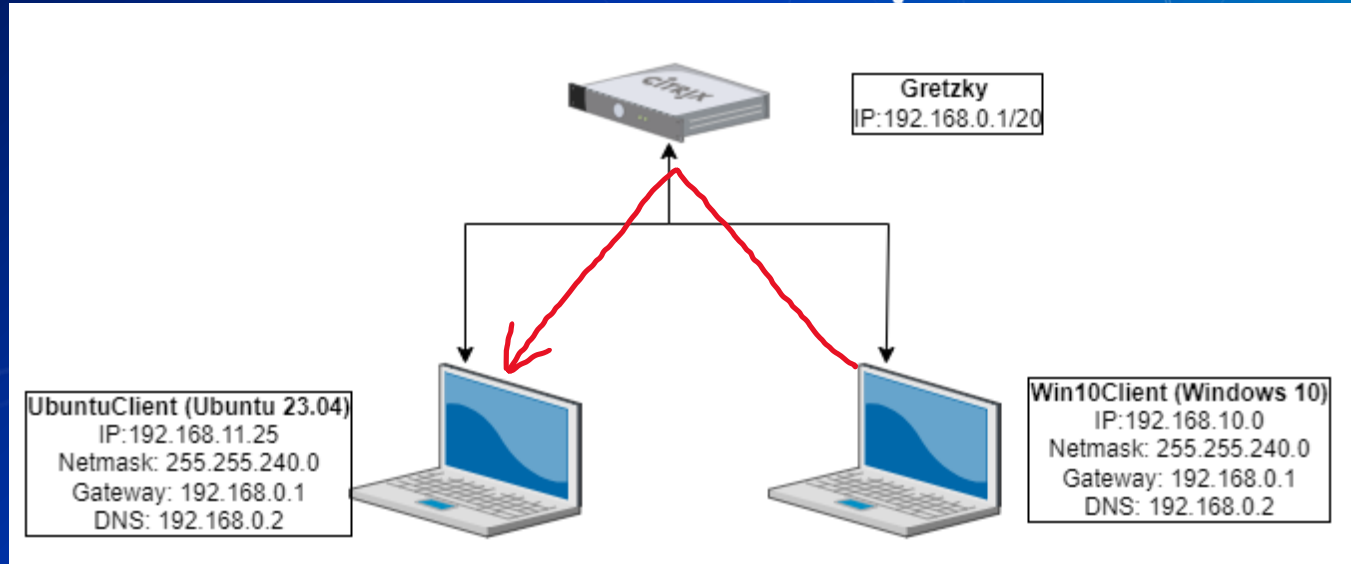 citrix
Gretzky
IP:192.168.0.1/20
UbuntuClient (Ubuntu 23.04)
IP:192.168.11.25
Netmask: 255.255.240.0
Gateway: 192.168.0.1
DNS: 192.168.0.2
Win10Client (Windows 10)
IP:192.168.10.0
Netmask: 255.255.240.0
Gateway: 192.168.0.1
DNS: 192.168.0.2